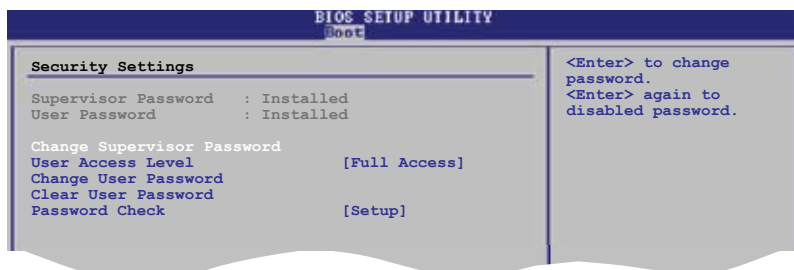 BIOS SETUP UTILITY
Boot
Security Settings
Supervisor Password : Installed
User Password : Installed
Change Supervisor Password
User Access Level [Full Access]
Change User Password
Clear User Password
Password Check [Setup]
<Enter> to change
password.
<Enter> again to
disabled password.